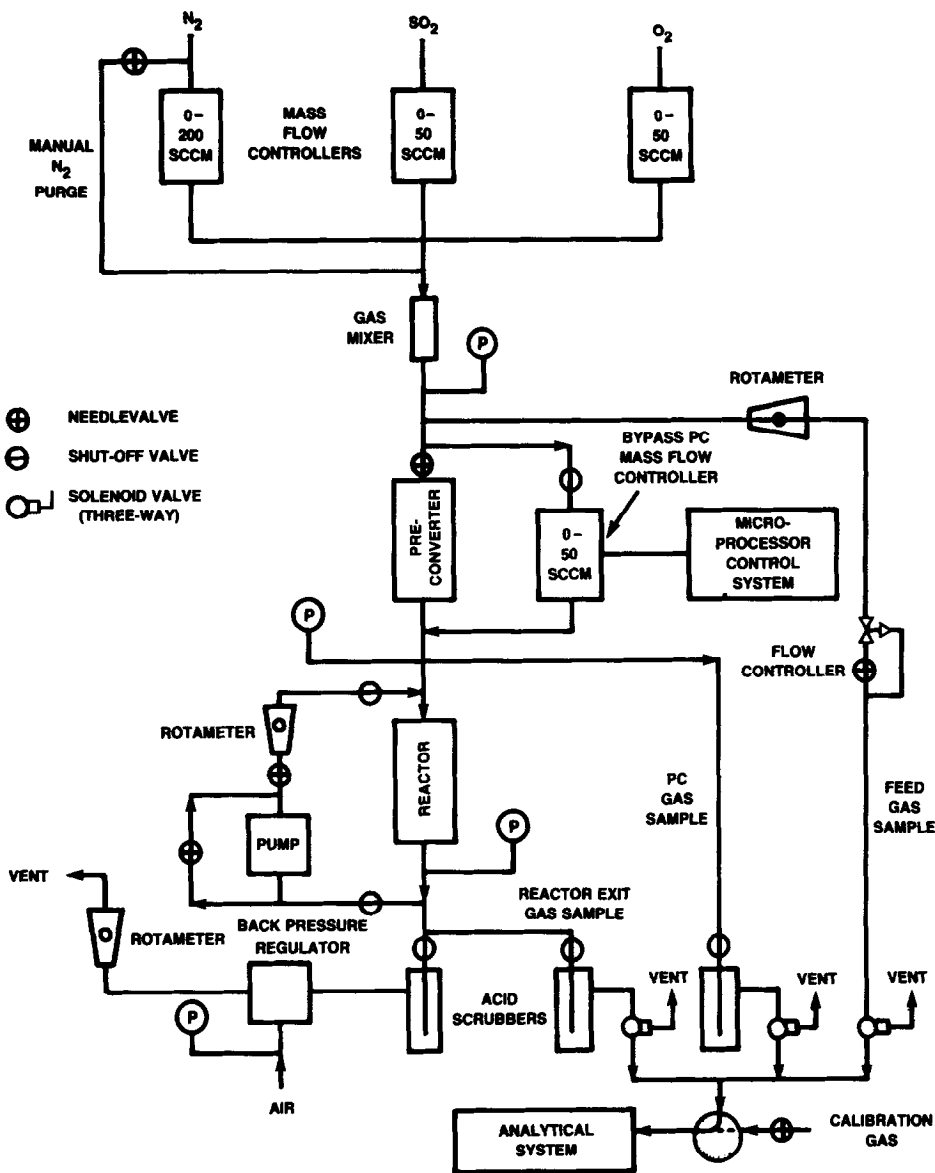 N2
SO2
O2
0-
200
SCCM
MASS
FLOW
CONTROLLERS
0-
50
SCCM
0-
50
SCCM
MANUAL
N2
PURGE
GAS
MIXER
P
ROTAMETER
NEEDLEVALVE
SHUT-OFF VALVE
SOLENOID VALVE
(THREE-WAY)
BYPASS PC
MASS FLOW
CONTROLLER
PRE-
CONVERTER
0-
50
SCCM
MICRO-
PROCESSOR
CONTROL
SYSTEM
P
FLOW
CONTROLLER
ROTAMETER
REACTOR
PC
GAS
SAMPLE
FEED
GAS
SAMPLE
PUMP
P
VENT
REACTOR EXIT
GAS SAMPLE
ROTAMETER
BACK PRESSURE
REGULATOR
ACID
SCRUBBERS
VENT
VENT
VENT
P
AIR
ANALYTICAL
SYSTEM
CALIBRATION
GAS